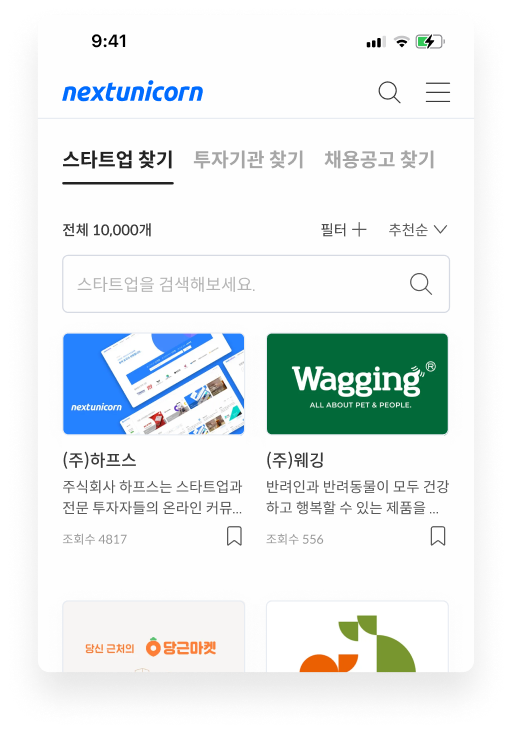 9:41
nextunicorn
스타트업 찾기 투자기관 찾기 채용공고 찾기
전체 10,000개 필터 추천순
스타트업을 검색해보세요.
nextunicorn
Wagging®
ALL ABOUT PET & PEOPLE.
(주)하프스
주식회사 하프스는 스타트업과
전문 투자자들의 온라인 커뮤...
조회수 4817
(주)웨깅
반려인과 반려동물이 모두 건강
하고 행복할 수 있는 제품을 ...
조회수 556
당신 근처의 당근마켓